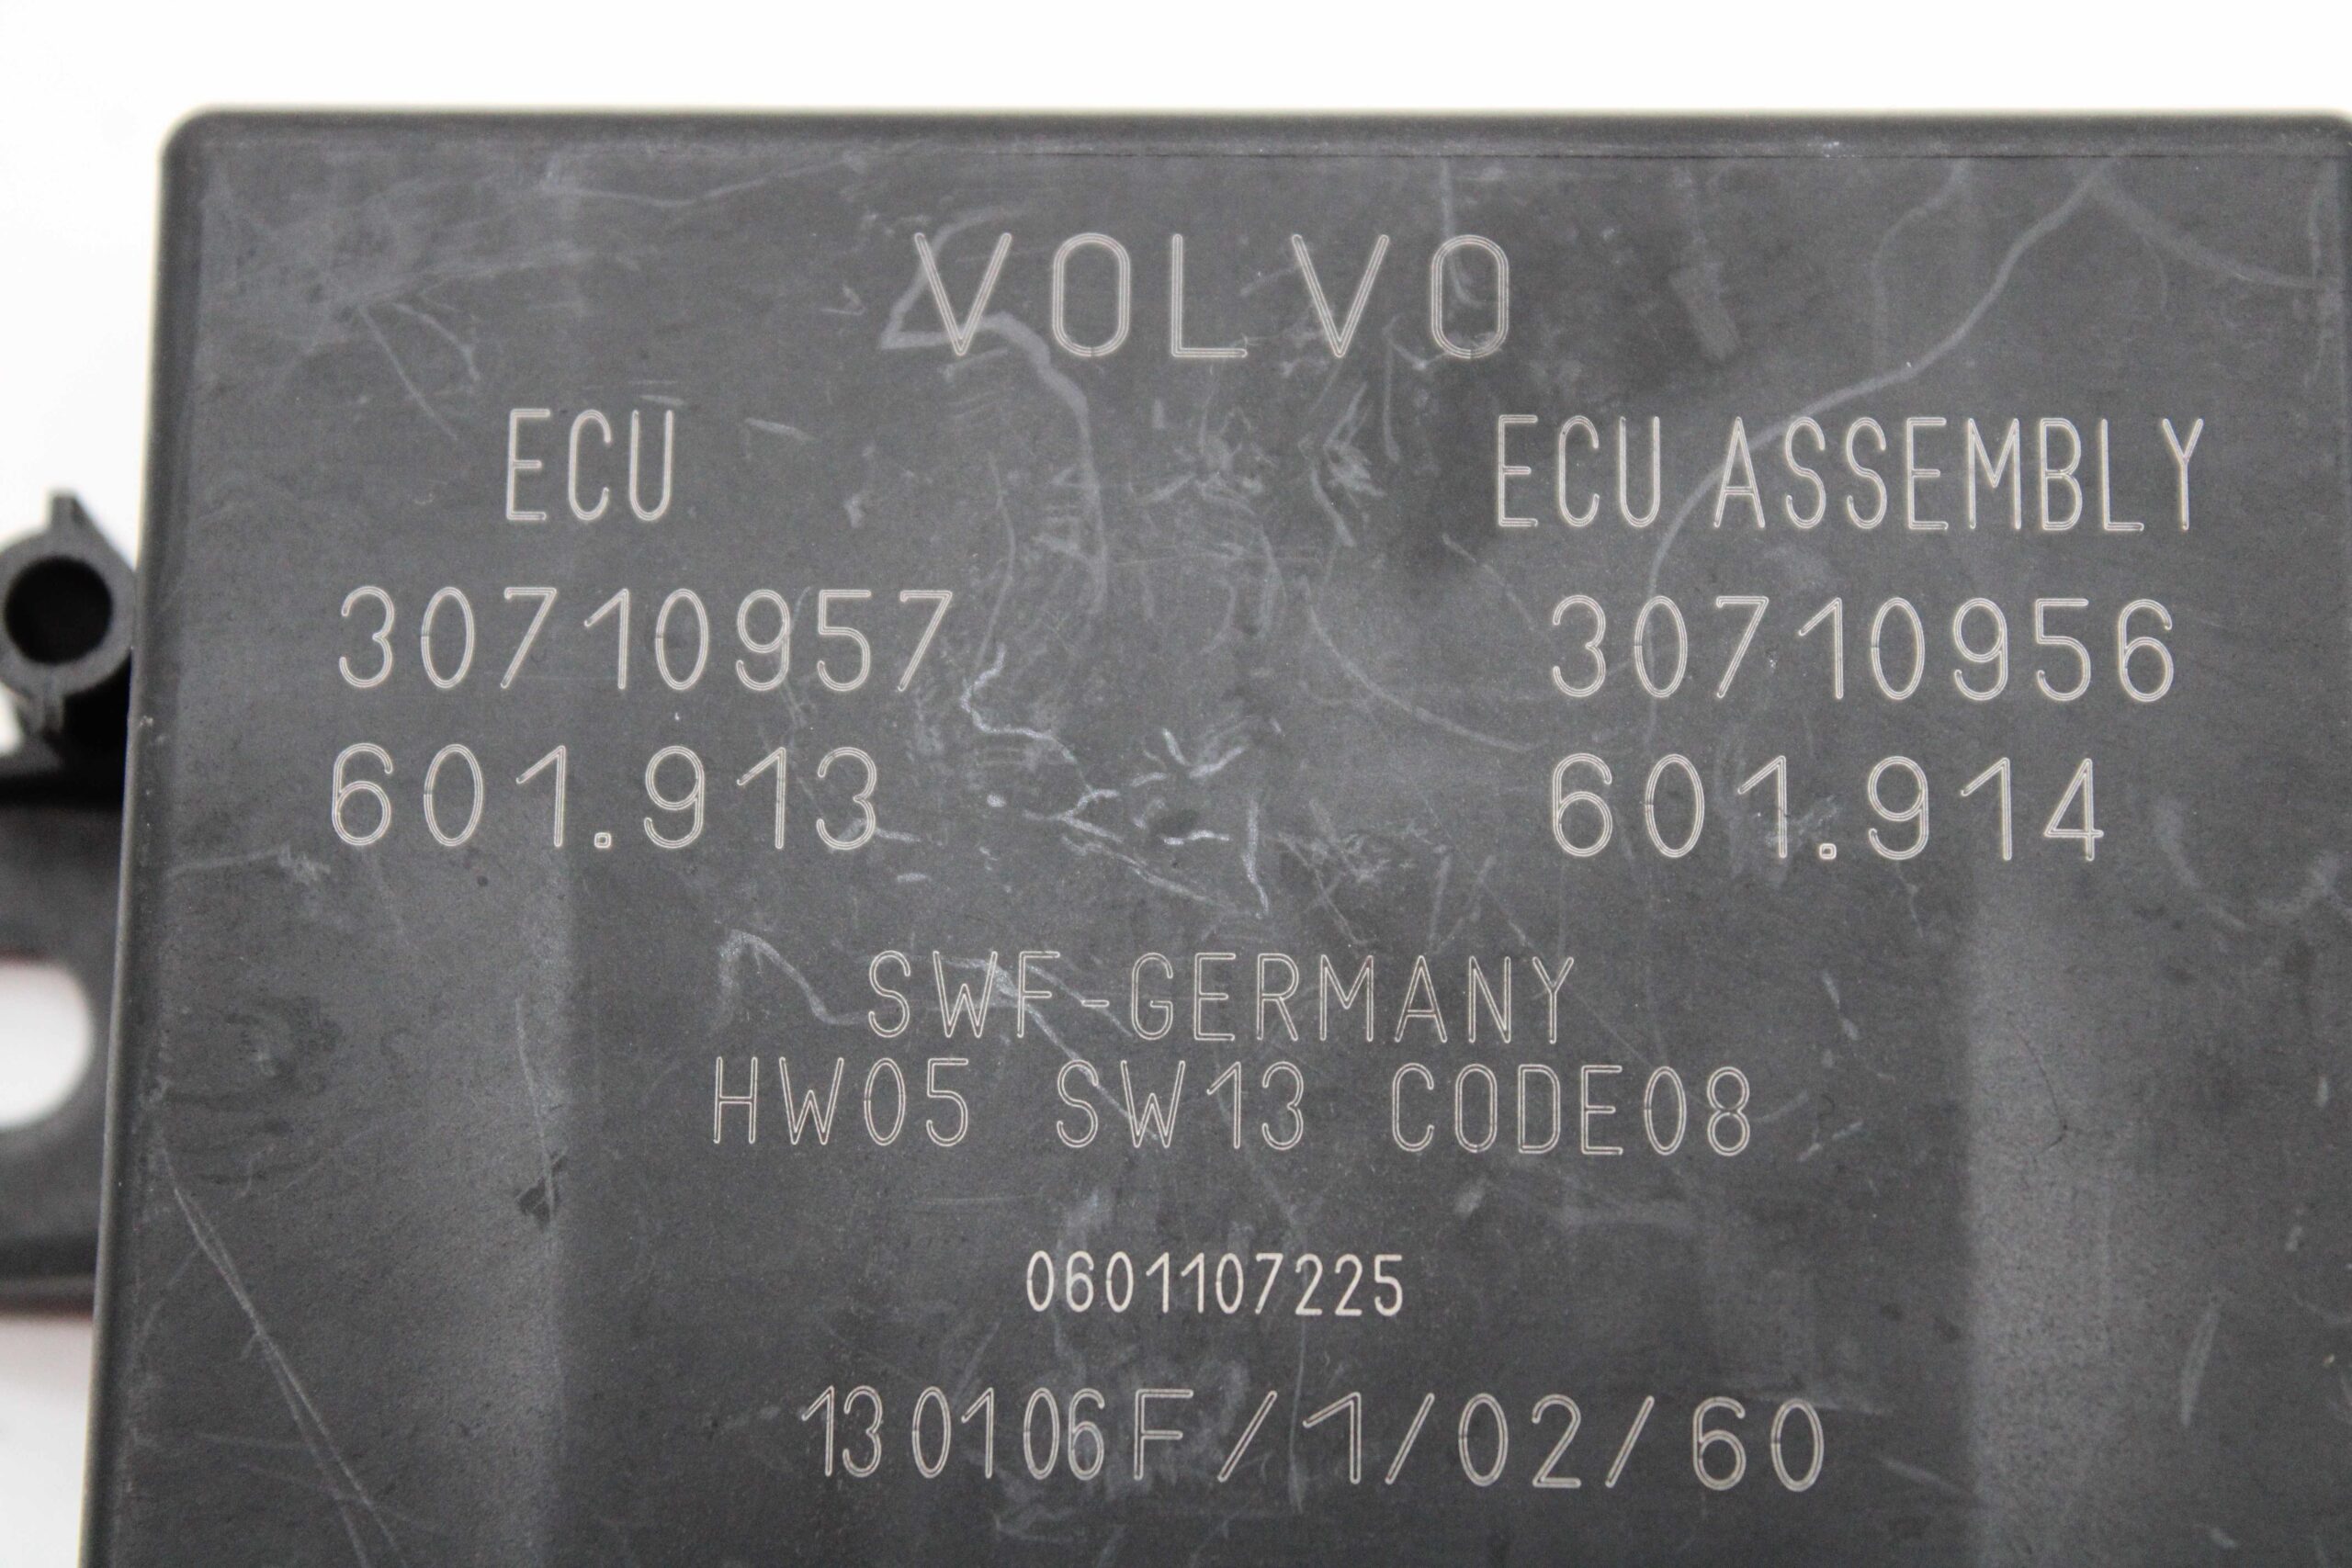 VOLVO
ECU ECU ASSEMBLY
30710957 30710956
601.913 601.914
SWF-GERMANY
HW05 SW13 CODE08
0601107225
130106F/1/02/60